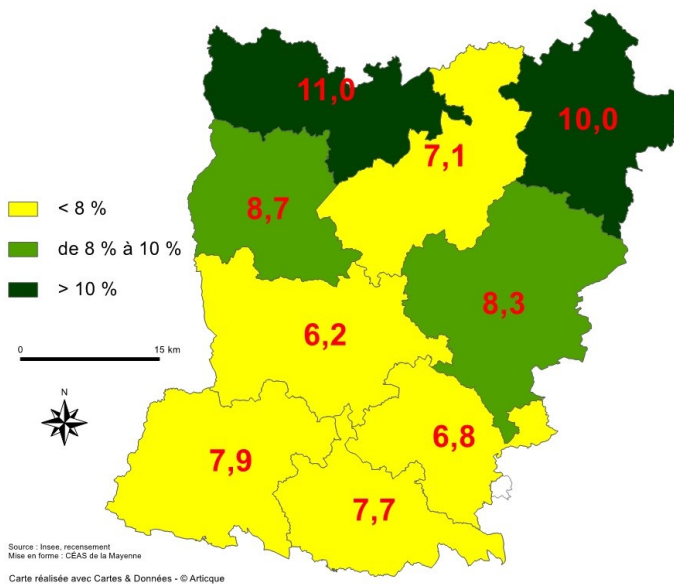 11,0
10,0
7,1
8,7
< 8 %
de 8 % à 10 %
> 10 %
8,3
6,2
0 15 km
N
6,8
7,9
7,7
Source : Insee, recensement
Mise en forme : CÉAS de la Mayenne
Carte réalisée avec Cartes & Données - © Articque